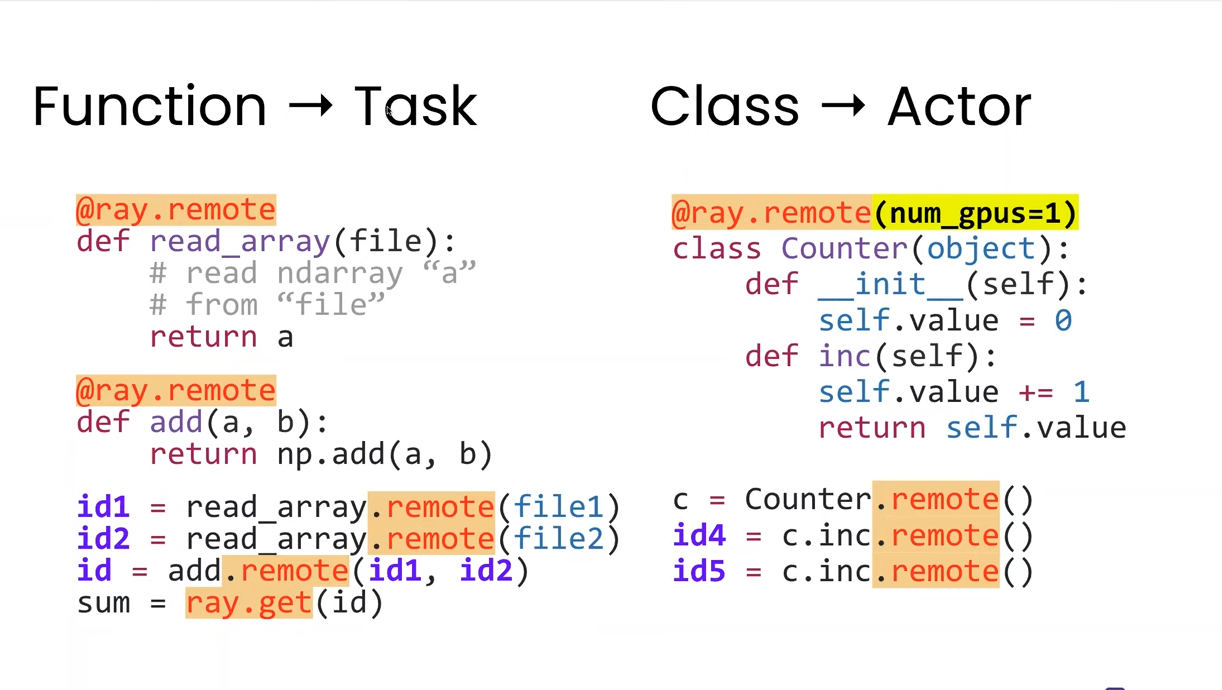 Function → Task
@ray.remote
def read_array(file):
    # read ndarray “a”
    # from “file”
    return a
@ray.remote
def add(a, b):
    return np.add(a, b)
id1 = read_array.remote(file1)
id2 = read_array.remote(file2)
id = add.remote(id1, id2)
sum = ray.get(id)
Class → Actor
@ray.remote(num_gpus=1)
class Counter(object):
    def __init__(self):
        self.value = 0
    def inc(self):
        self.value += 1
        return self.value
c = Counter.remote()
id4 = c.inc.remote()
id5 = c.inc.remote()